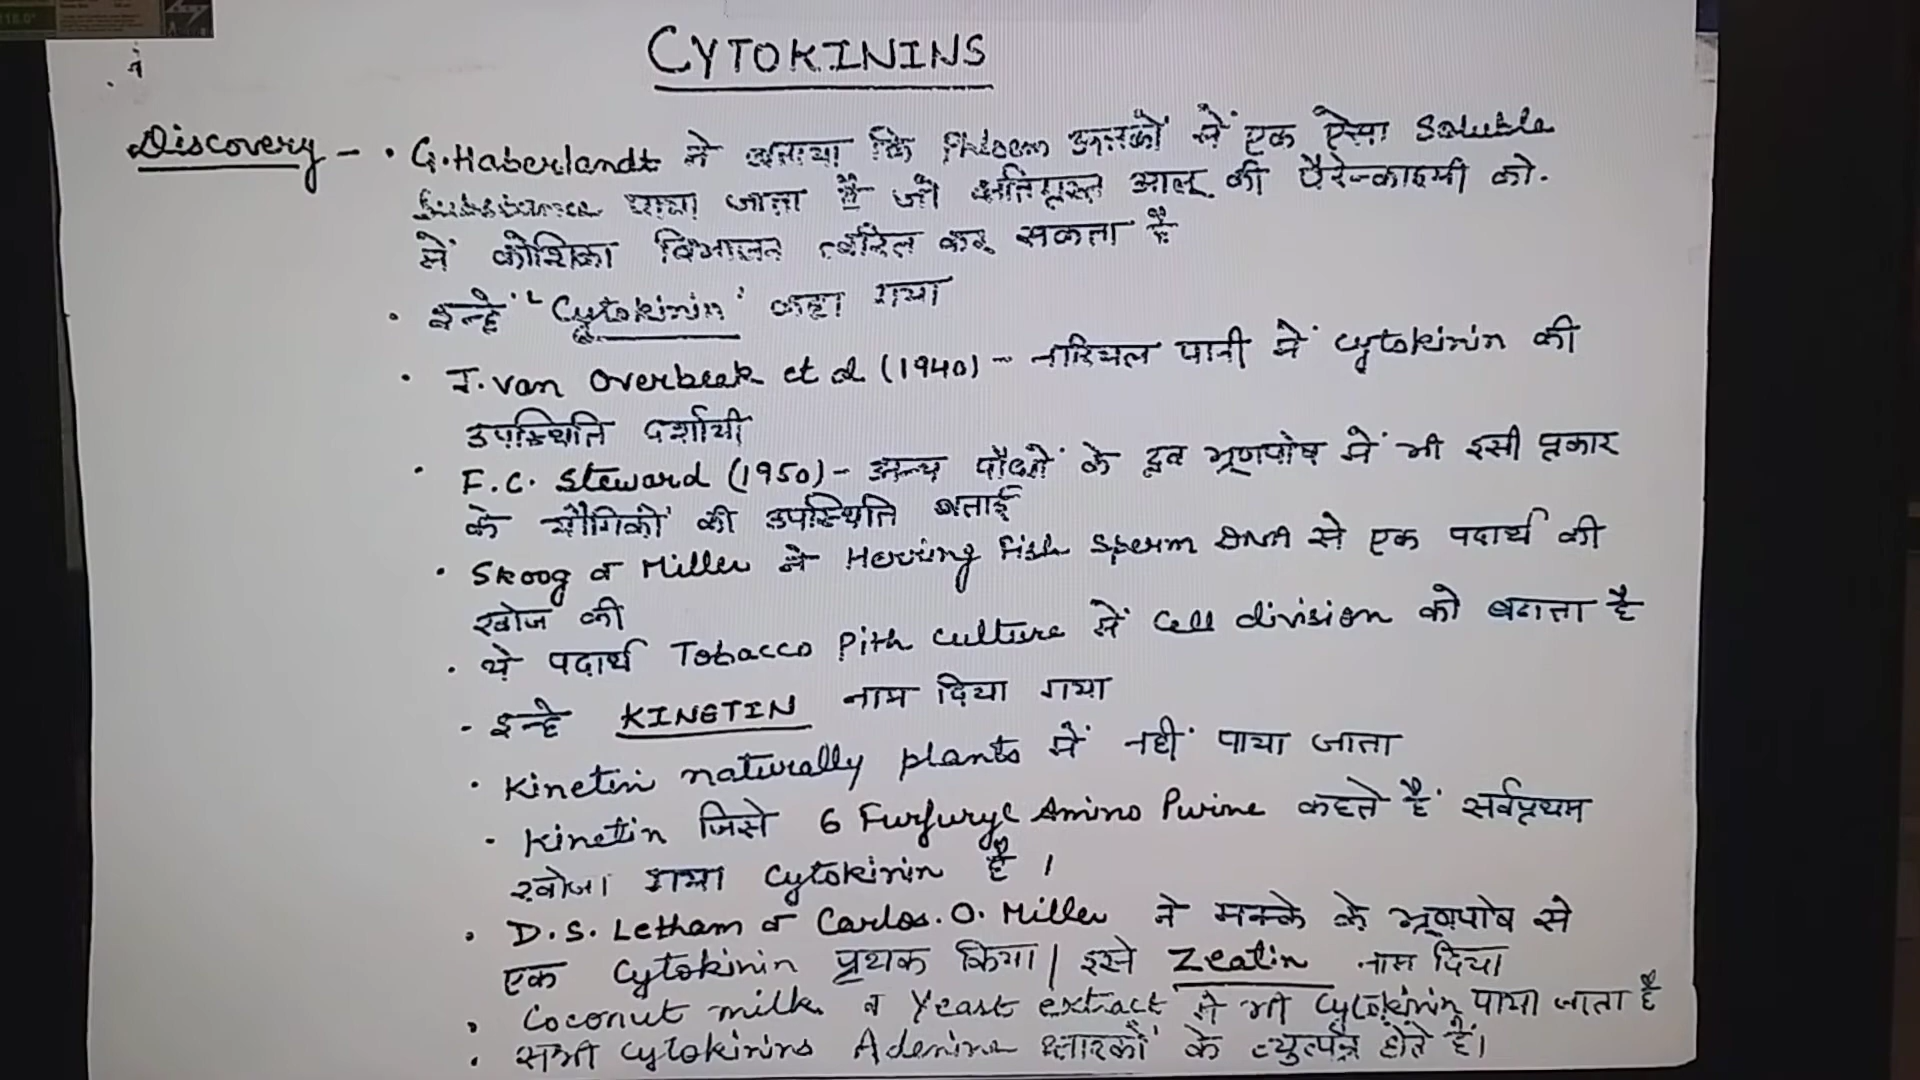 CYTOKININS
Discovery - • G.Haberlandt ने बताया कि Phloem ऊतकों में एक ऐसा Soluble
Substance पाया जाता है जो क्षतिग्रस्त आलू की पैरेन्काइमी को.
में कोशिका विभाजन त्वरित कर सकता है
• इन्हे "Cytokinin' कहा गया
• J.van Overbeek et al (1940) - नारियल पानी में Cytokinin की
उपस्थिति दर्शायी
• F.C. Steward (1950) - अन्य पौधों के द्रव भ्रूणपोष में भी इसी प्रकार
के यौगिकों की उपस्थिति बताई
• Skoog व Miller ने Herring Fish Sperm DNA से एक पदार्थ की
खोज की
• ये पदार्थ Tobacco Pith Culture में Cell division को बढाता है
- इन्हे KINETIN नाम दिया गया
• Kinetin naturally plants में नहीं पाया जाता
• Kinetin जिसे 6 Furfuryl Amino Purine कहते हैं सर्वप्रथम
खोजा गया Cytokinin है।
• D.S. Letham व Carlos.O. Miller ने मक्के के भ्रूणपोष से
एक Cytokinin प्रथक किया। इसे Zeatin नाम दिया
• Coconut milk व Yeast extract में भी Cytokinin पाया जाता है
• सभी Cytokinins Adenine क्षारकों के व्युत्पन्न होते हैं।